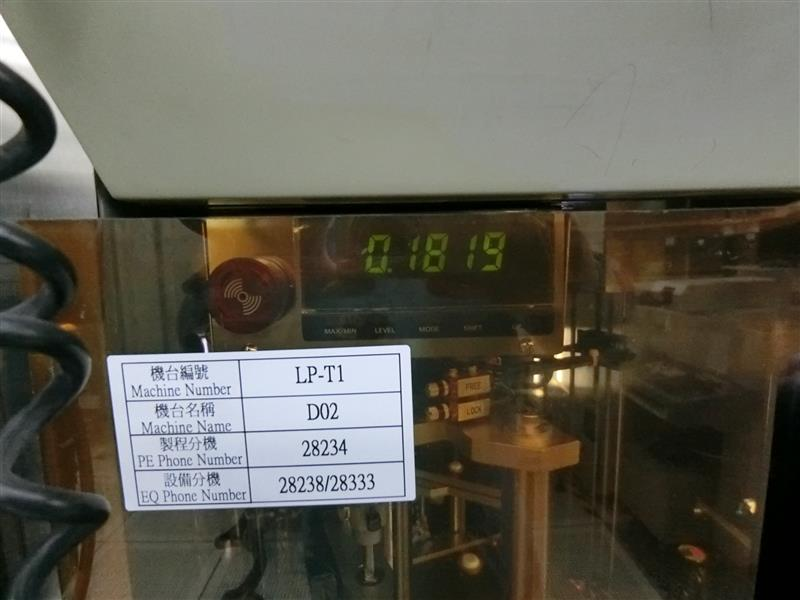 0.1819
MAX/MIN LEVEL MODE SHIFT
機台編號 LP-T1
Machine Number
機台名稱 D02
Machine Name
製程分機 28234
PE Phone Number
設備分機 28238/28333
EQ Phone Number
FREE
LOCK